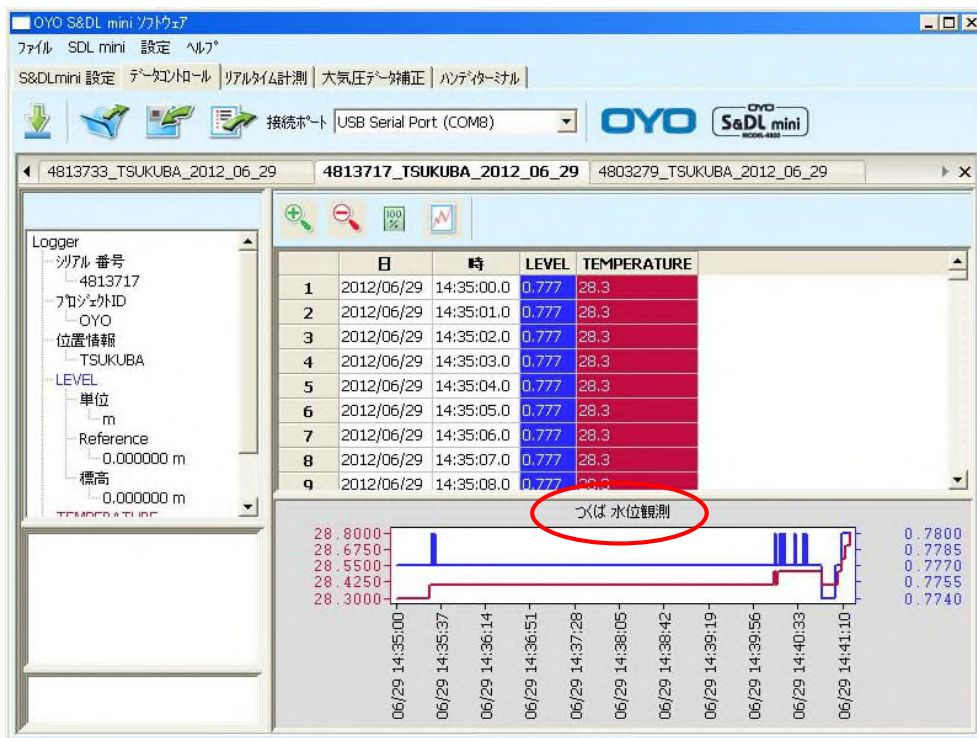 OYO S&DL mini ソフトウェア
ファイル SDL mini 設定 ヘルプ
S&DLmini 設定 データコントロール リアルタイム計測 大気圧データ補正 ハンディターミナル
接続ポート USB Serial Port (COM8) OYO OYO S&DL mini MODEL-4800
4813733_TSUKUBA_2012_06_29 4813717_TSUKUBA_2012_06_29 4803279_TSUKUBA_2012_06_29
100 %
Logger
シリアル 番号
4813717
プロジェクトID
OYO
位置情報
TSUKUBA
LEVEL
単位
m
Reference
0.000000 m
標高
0.000000 m
TEMPERATURE
日 時 LEVEL TEMPERATURE
1 2012/06/29 14:35:00.0 0.777 28.3
2 2012/06/29 14:35:01.0 0.777 28.3
3 2012/06/29 14:35:02.0 0.777 28.3
4 2012/06/29 14:35:03.0 0.777 28.3
5 2012/06/29 14:35:04.0 0.777 28.3
6 2012/06/29 14:35:05.0 0.777 28.3
7 2012/06/29 14:35:06.0 0.777 28.3
8 2012/06/29 14:35:07.0 0.777 28.3
9 2012/06/29 14:35:08.0 0.777 28.3
つくば 水位観測
28.8000 0.7800
28.6750 0.7785
28.5500 0.7770
28.4250 0.7755
28.3000 0.7740
06/29 14:35:00
06/29 14:35:37
06/29 14:36:14
06/29 14:36:51
06/29 14:37:28
06/29 14:38:05
06/29 14:38:42
06/29 14:39:19
06/29 14:39:56
06/29 14:40:33
06/29 14:41:10